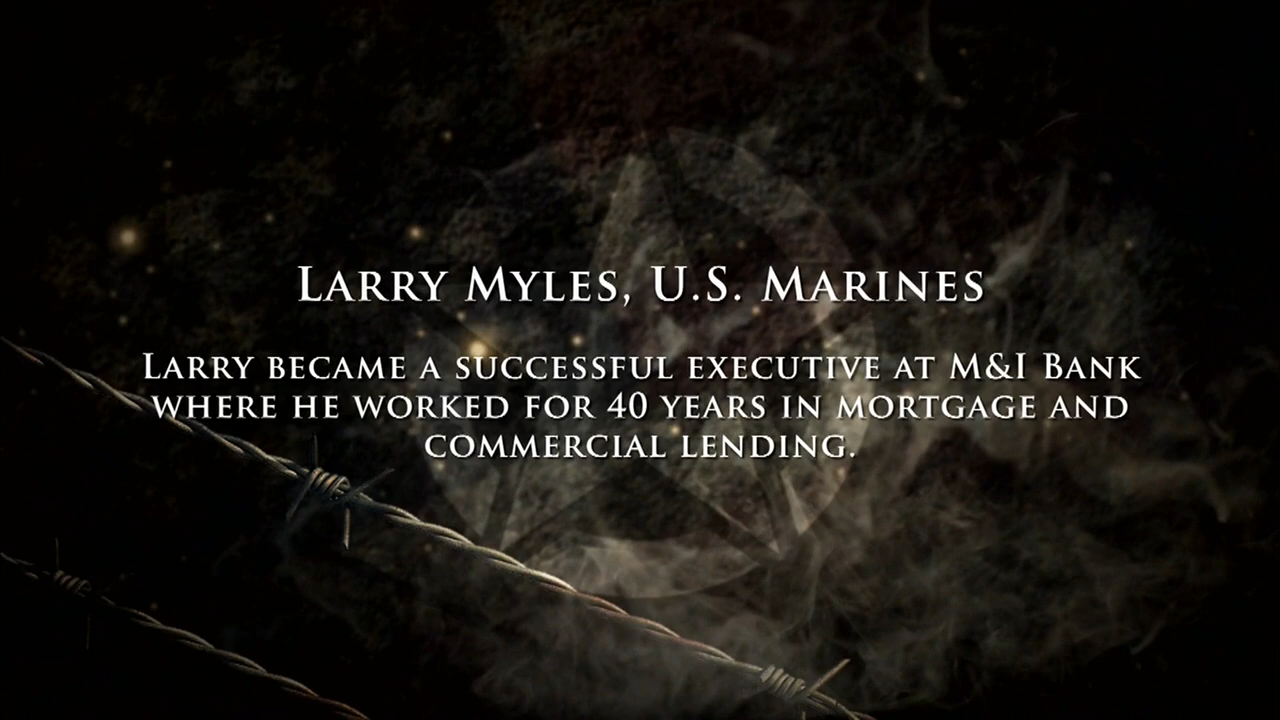 Larry Myles, U.S. Marines
Larry became a successful executive at M&I Bank
where he worked for 40 years in mortgage and
commercial lending.